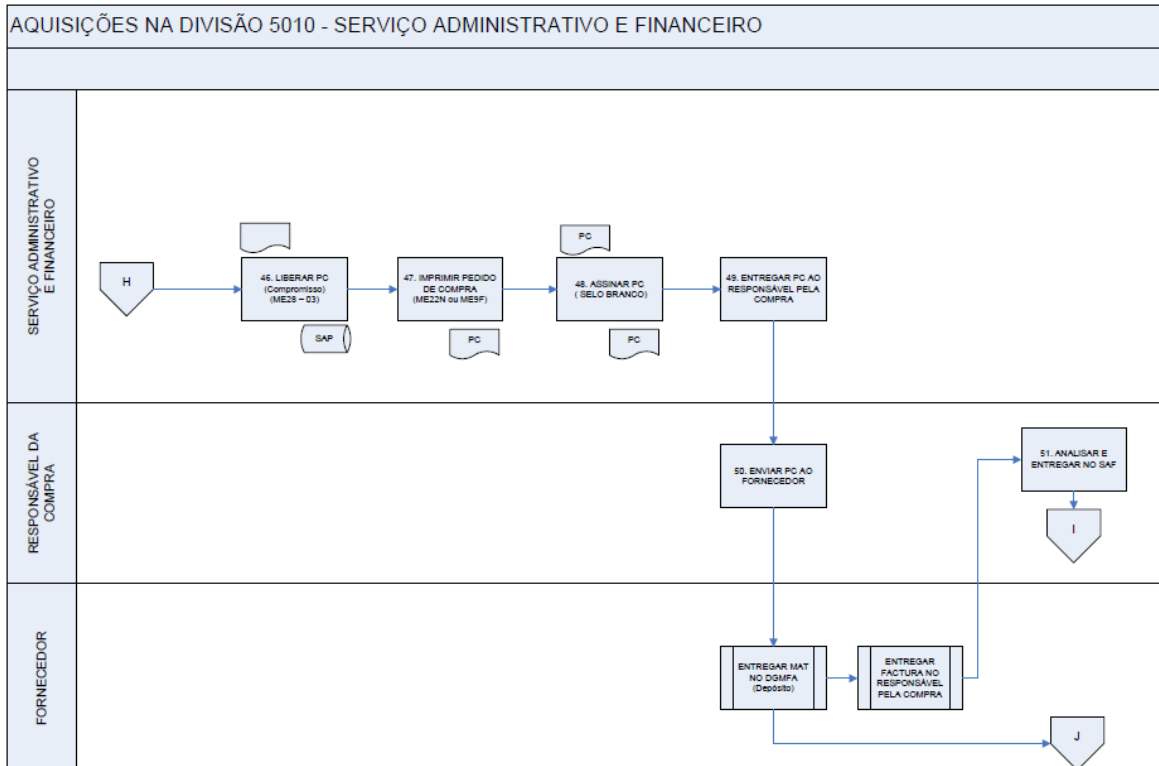 AQUISIÇÕES NA DIVISÃO 5010 - SERVIÇO ADMINISTRATIVO E FINANCEIRO
SERVIÇO ADMINISTRATIVO
E FINANCEIRO
H
46. LIBERAR PC
(Compromisso)
(ME28 – 03)
SAP
47. IMPRIMIR PEDIDO
DE COMPRA
(ME22N ou ME9F)
PC
PC
48. ASSINAR PC
( SELO BRANCO)
PC
49. ENTREGAR PC AO
RESPONSÁVEL PELA
COMPRA
RESPONSÁVEL DA
COMPRA
50. ENVIAR PC AO
FORNECEDOR
51. ANALISAR E
ENTREGAR NO SAF
I
FORNECEDOR
ENTREGAR MAT
NO DGMFA
(Depósito)
ENTREGAR
FACTURA NO
RESPONSÁVEL
PELA COMPRA
J